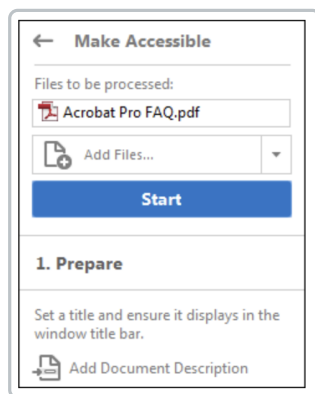 Make Accessible
Files to be processed:
Acrobat Pro FAQ.pdf
Add Files...
Start
1. Prepare
Set a title and ensure it displays in the
window title bar.
Add Document Description